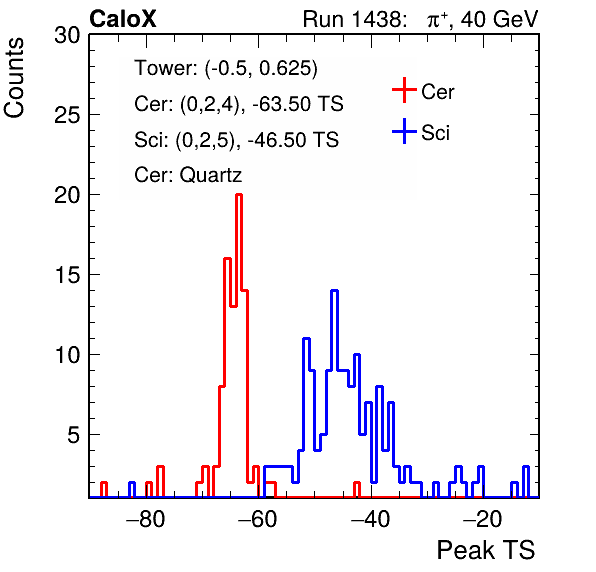 CaloX Run 1438: π⁺, 40 GeV
Counts
30
25
20
15
10
5
Tower: (-0.5, 0.625)
Cer: (0,2,4), -63.50 TS
Sci: (0,2,5), -46.50 TS
Cer: Quartz
Cer
Sci
−80 −60 −40 −20
Peak TS